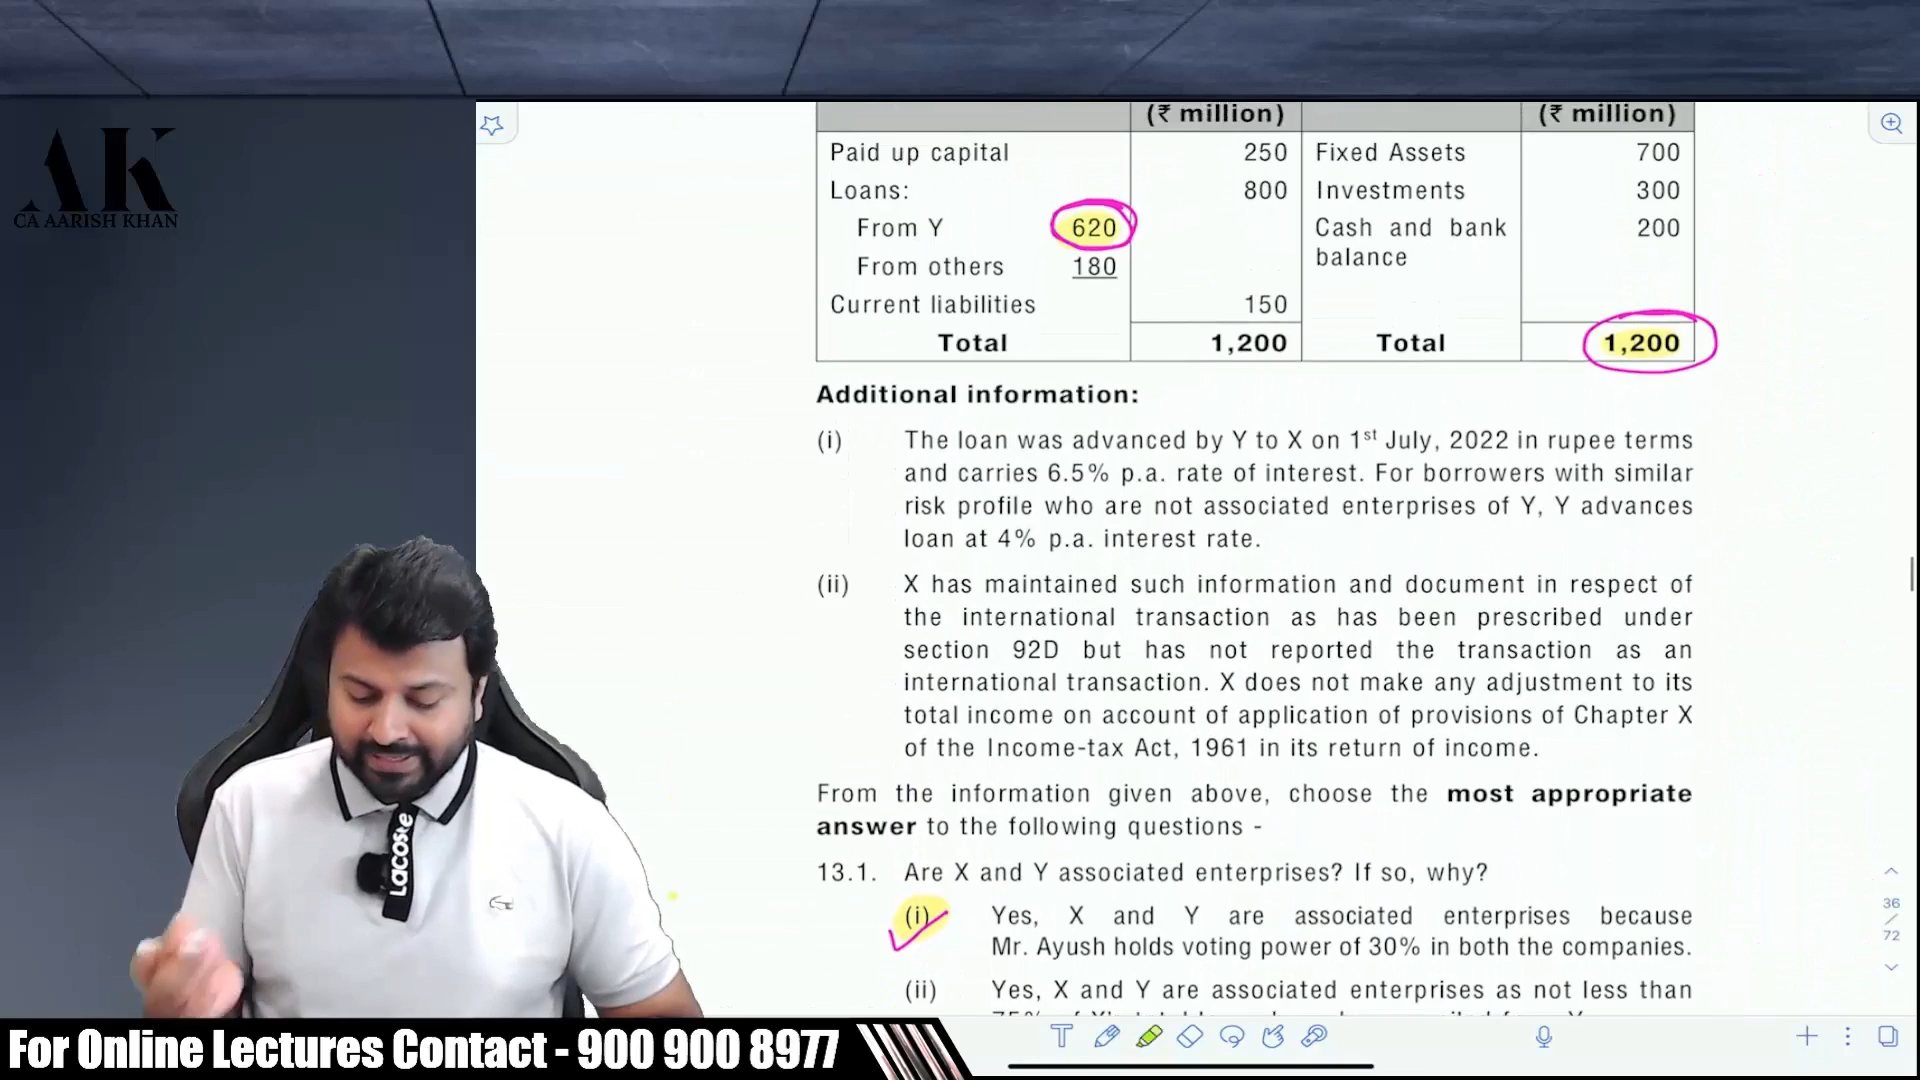 AK
CA AARISH KHAN
(₹ million) (₹ million)
Paid up capital 250 Fixed Assets 700
Loans: 800 Investments 300
From Y 620 Cash and bank 200
balance
From others 180
Current liabilities 150
Total 1,200 Total 1,200
Additional information:
(i) The loan was advanced by Y to X on 1st July, 2022 in rupee terms
and carries 6.5% p.a. rate of interest. For borrowers with similar
risk profile who are not associated enterprises of Y, Y advances
loan at 4% p.a. interest rate.
(ii) X has maintained such information and document in respect of
the international transaction as has been prescribed under
section 92D but has not reported the transaction as an
international transaction. X does not make any adjustment to its
total income on account of application of provisions of Chapter X
of the Income-tax Act, 1961 in its return of income.
From the information given above, choose the most appropriate
answer to the following questions -
13.1. Are X and Y associated enterprises? If so, why?
(i) Yes, X and Y are associated enterprises because
Mr. Ayush holds voting power of 30% in both the companies.
(ii) Yes, X and Y are associated enterprises as not less than
36
72
Lacoste
For Online Lectures Contact - 900 900 8977